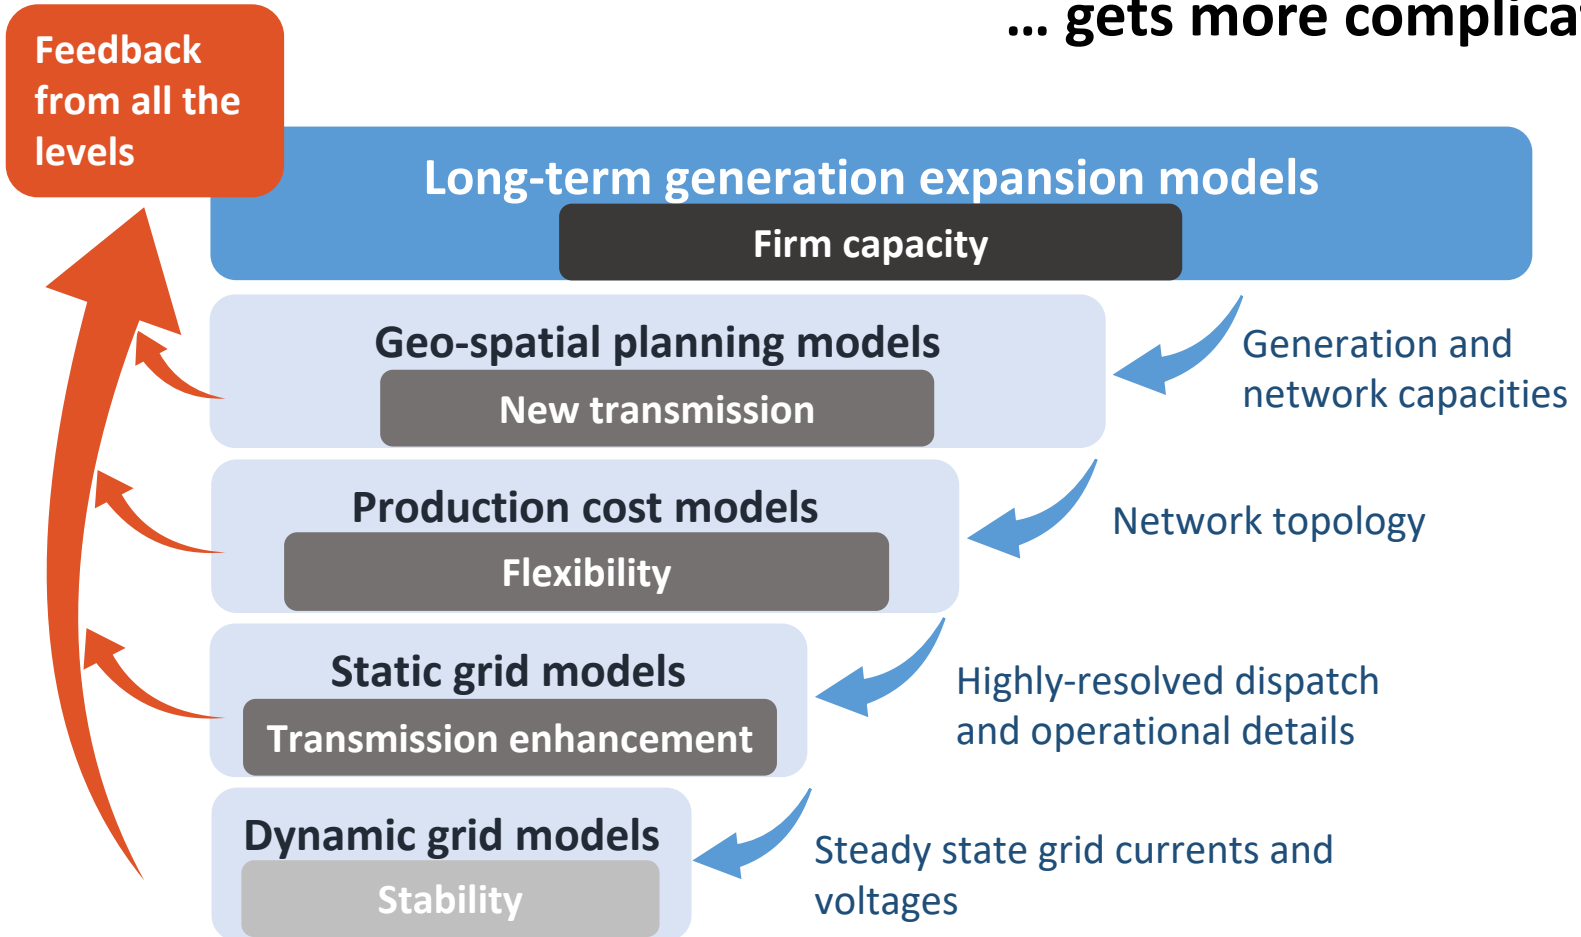 ... gets more complicat
Feedback
from all the
levels
Long-term generation expansion models
Firm capacity
Geo-spatial planning models
New transmission
Generation and
network capacities
Production cost models
Flexibility
Network topology
Static grid models
Transmission enhancement
Highly-resolved dispatch
and operational details
Dynamic grid models
Stability
Steady state grid currents and
voltages